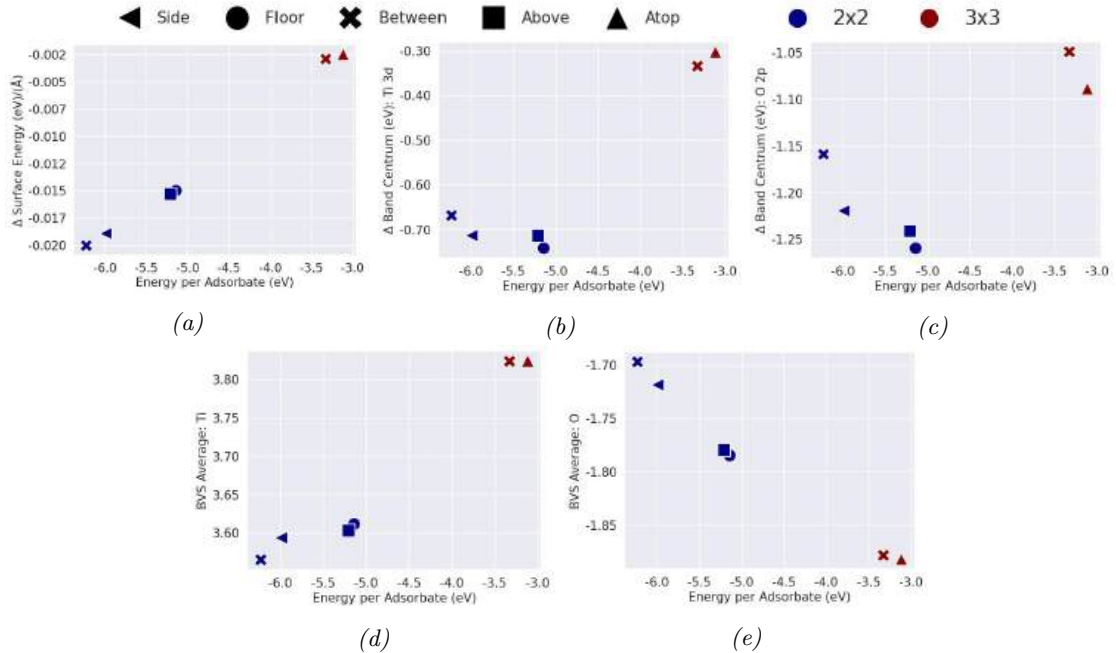 Side Floor Between Above Atop 2x2 3x3
Δ Surface Energy (eV)/(Å)
-0.002
-0.005
-0.007
-0.010
-0.013
-0.015
-0.017
-0.020
-6.0 -5.5 -5.0 -4.5 -4.0 -3.5 -3.0
Energy per Adsorbate (eV)
(a)
Δ Band Centrum (eV): Ti 3d
-0.30
-0.40
-0.50
-0.60
-0.70
-6.0 -5.5 -5.0 -4.5 -4.0 -3.5 -3.0
Energy per Adsorbate (eV)
(b)
Δ Band Centrum (eV): O 2p
-1.05
-1.10
-1.15
-1.20
-1.25
-6.0 -5.5 -5.0 -4.5 -4.0 -3.5 -3.0
Energy per Adsorbate (eV)
(c)
BVS Average: Ti
3.80
3.75
3.70
3.65
3.60
-6.0 -5.5 -5.0 -4.5 -4.0 -3.5 -3.0
Energy per Adsorbate (eV)
(d)
BVS Average: O
-1.70
-1.75
-1.80
-1.85
-6.0 -5.5 -5.0 -4.5 -4.0 -3.5 -3.0
Energy per Adsorbate (eV)
(e)